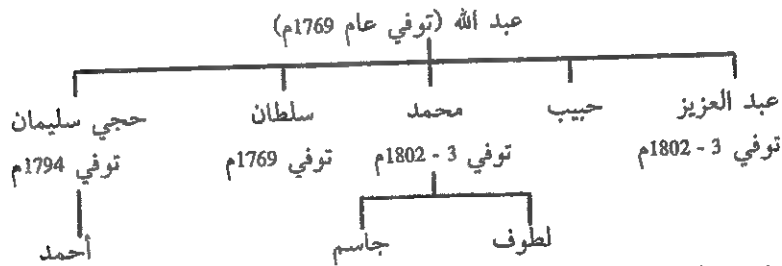 عبد الله (توفي عام 1769م)
عبد العزيز حبيب محمد سلطان حجي سليمان
توفي 3 - 1802م توفي 3 - 1802م توفي 1769م توفي 1794م
لطوف جاسم أحمد